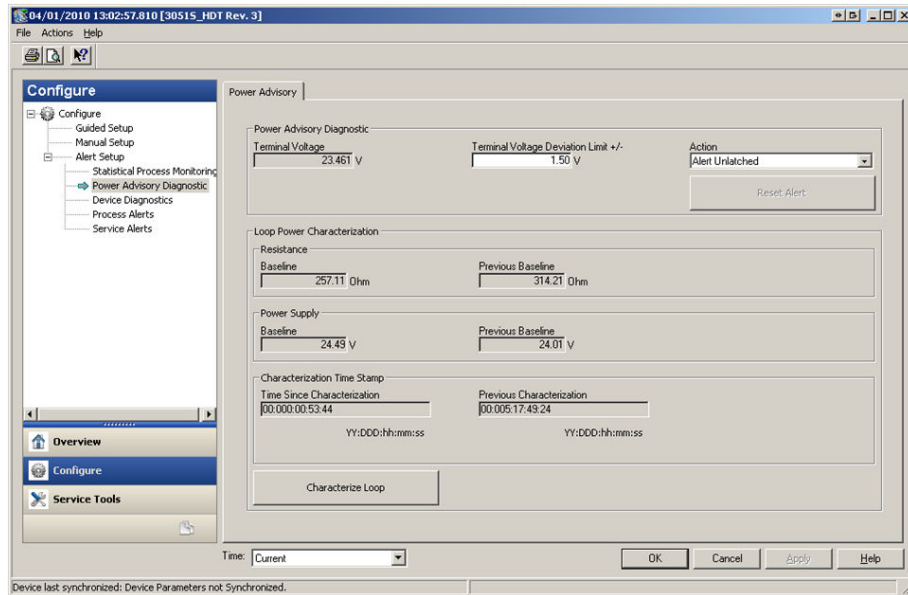 04/01/2010 13:02:57.810 [3051S_HDT Rev. 3]
File Actions Help
Configure
Configure
Guided Setup
Manual Setup
Alert Setup
Statistical Process Monitoring
Power Advisory Diagnostic
Device Diagnostics
Process Alerts
Service Alerts
Overview
Configure
Service Tools
Power Advisory
Power Advisory Diagnostic
Terminal Voltage
23.461 V
Terminal Voltage Deviation Limit +/-
1.50 V
Action
Alert Unlatched
Reset Alert
Loop Power Characterization
Resistance
Baseline
257.11 Ohm
Previous Baseline
314.21 Ohm
Power Supply
Baseline
24.49 V
Previous Baseline
24.01 V
Characterization Time Stamp
Time Since Characterization
00:000:00:53:44
YY:DDD:hh:mm:ss
Previous Characterization
00:005:17:49:24
YY:DDD:hh:mm:ss
Characterize Loop
Time: Current
OK Cancel Apply Help
Device last synchronized: Device Parameters not Synchronized.